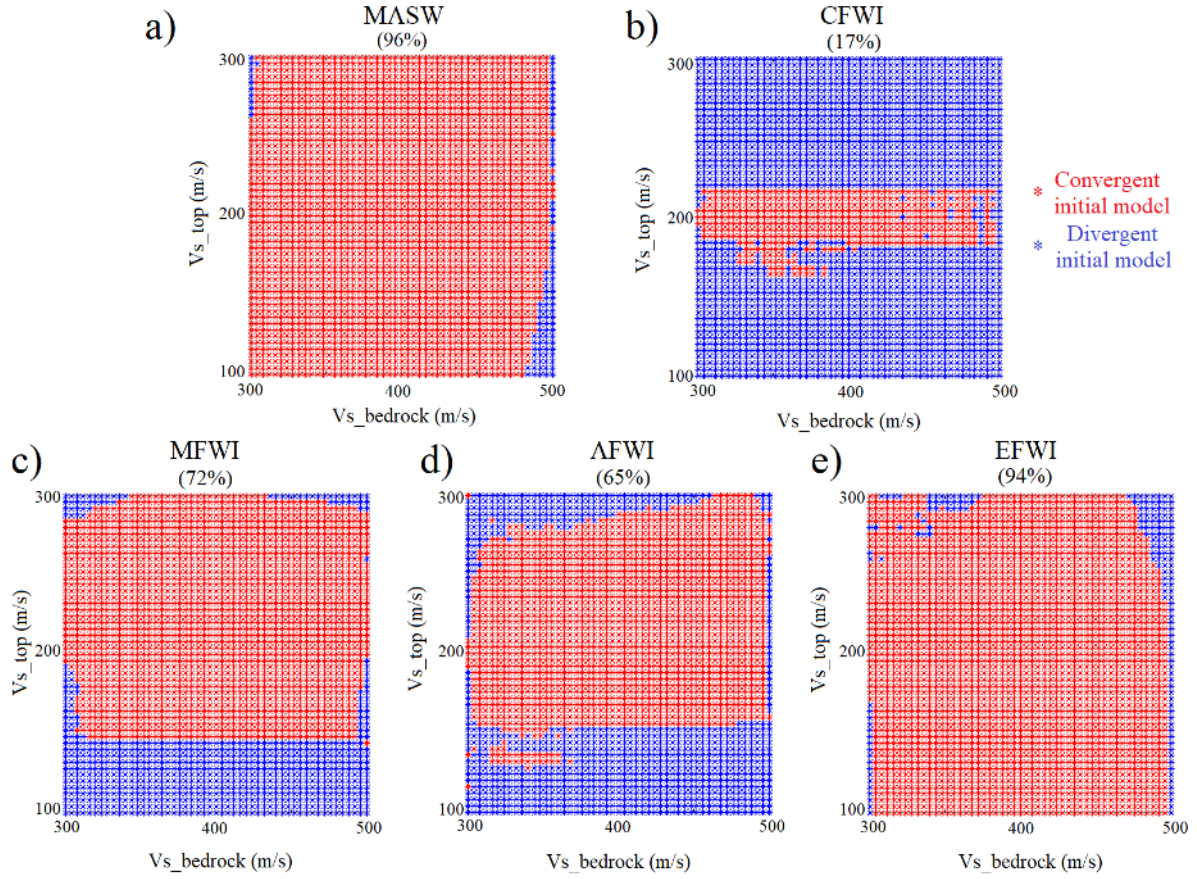 a)
MΛSW
(96%)
300
200
100
Vs_top (m/s)
300 400 500
Vs_bedrock (m/s)
b)
CFWI
(17%)
300
200
100
Vs_top (m/s)
300 400 500
Vs_bedrock (m/s)
* Convergent
initial model
* Divergent
initial model
c)
MFWI
(72%)
300
200
100
Vs_top (m/s)
300 400 500
Vs_bedrock (m/s)
d)
ΛFWI
(65%)
300
200
100
Vs_top (m/s)
300 400 500
Vs_bedrock (m/s)
e)
EFWI
(94%)
300
200
100
Vs_top (m/s)
300 400 500
Vs_bedrock (m/s)